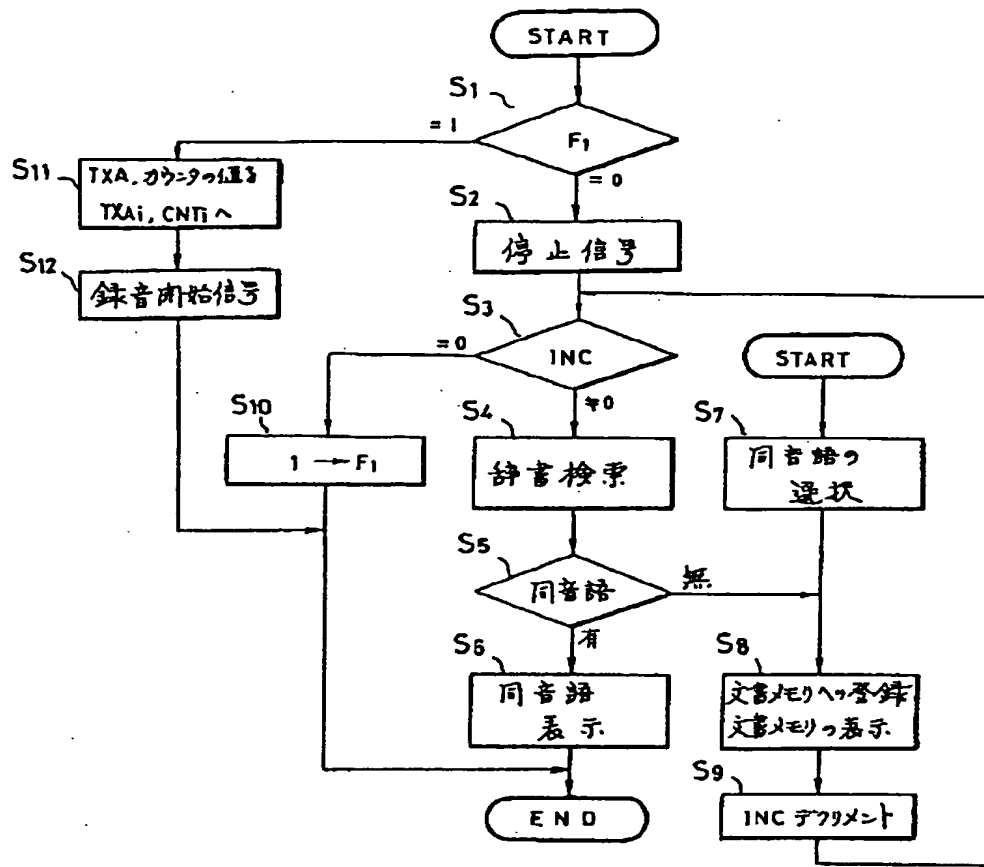 START
S1
F1
=1
=0
S11
TXA,カウンタの値を
TXAi, CNTiへ
S2
停止信号
S12
録音開始信号
S3
INC
=0
≒0
START
S10
1 → F1
S4
辞書検索
S7
同音語の
選択
S5
同音語
無
有
S6
同音語
表示
S8
文書メモリへの登録
文書メモリの表示
S9
INC デクリメント
END